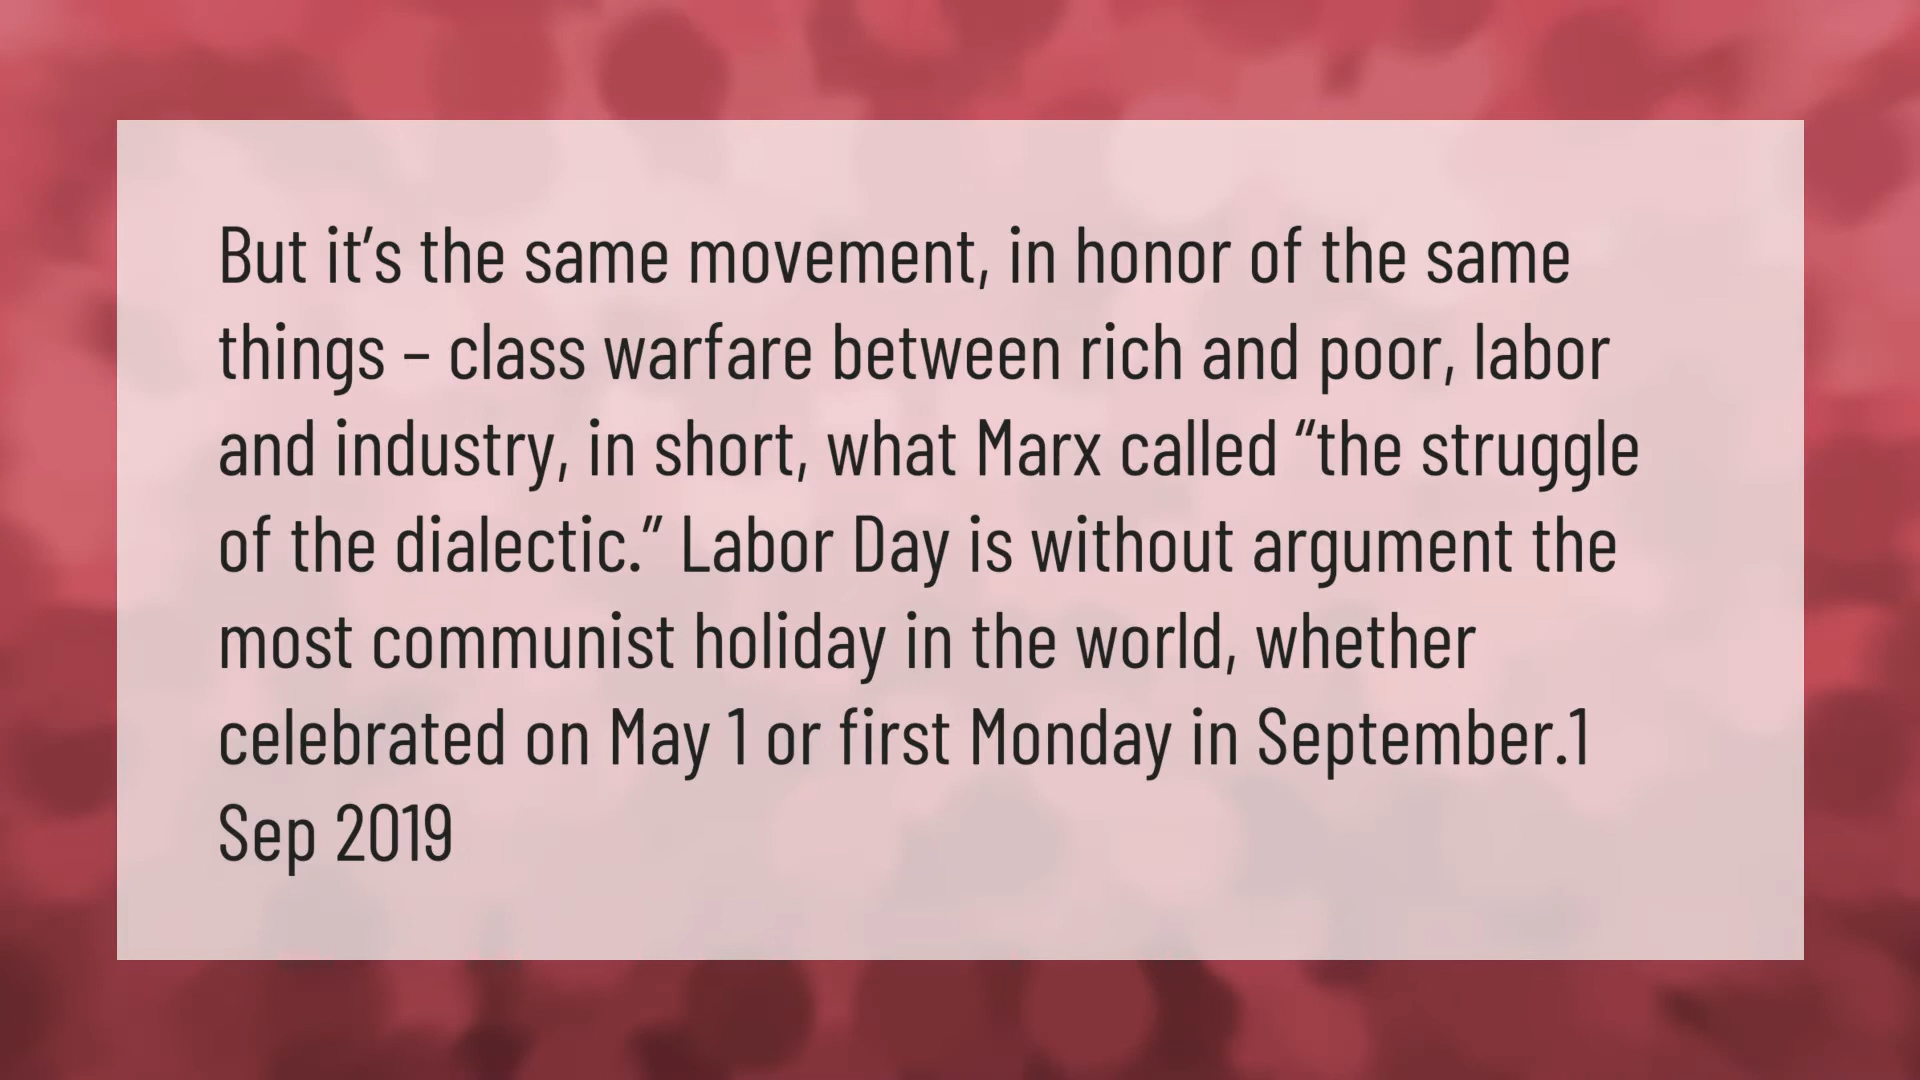 But it’s the same movement, in honor of the same
things – class warfare between rich and poor, labor
and industry, in short, what Marx called “the struggle
of the dialectic.” Labor Day is without argument the
most communist holiday in the world, whether
celebrated on May 1 or first Monday in September.1
Sep 2019